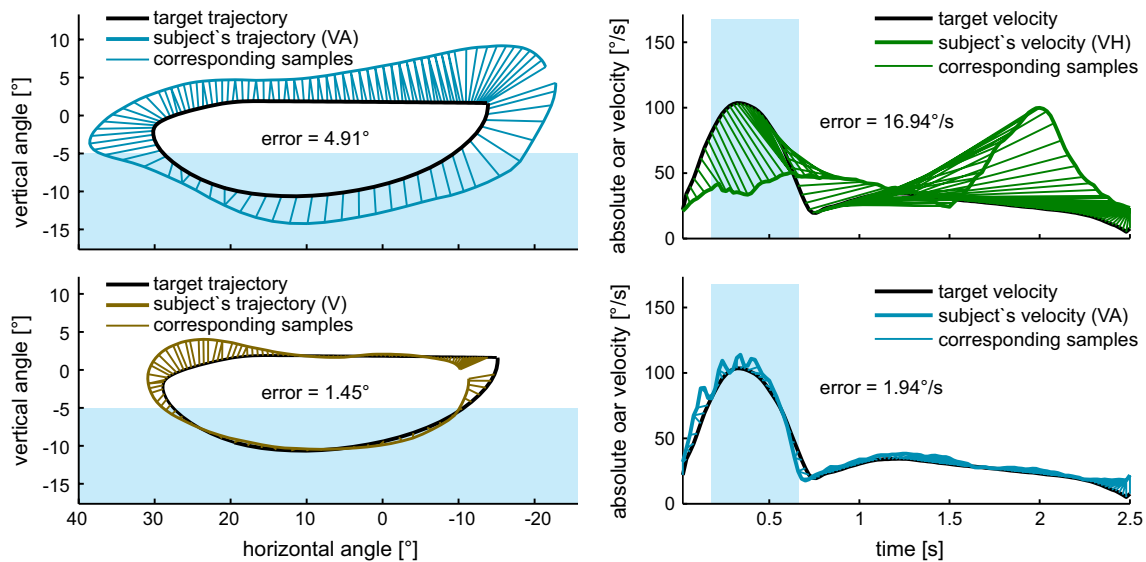 target trajectory
subject`s trajectory (VA)
corresponding samples
vertical angle [°]
10
5
0
-5
-10
-15
error = 4.91°
target velocity
subject`s velocity (VH)
corresponding samples
absolute oar velocity [°/s]
150
100
50
0
error = 16.94°/s
target trajectory
subject`s trajectory (V)
corresponding samples
vertical angle [°]
10
5
0
-5
-10
-15
error = 1.45°
40 30 20 10 0 -10 -20
horizontal angle [°]
target velocity
subject`s velocity (VA)
corresponding samples
absolute oar velocity [°/s]
150
100
50
0
error = 1.94°/s
0.5 1 1.5 2 2.5
time [s]